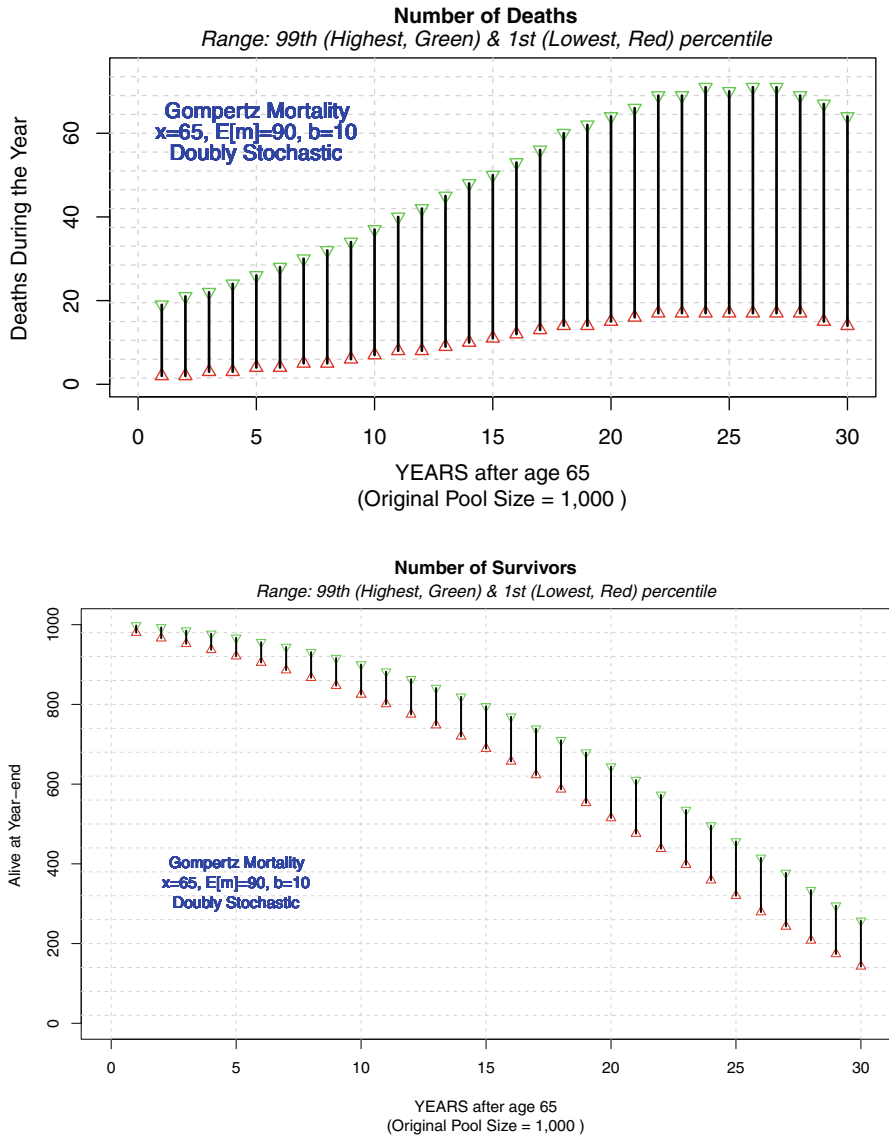 Number of Deaths
Range: 99th (Highest, Green) & 1st (Lowest, Red) percentile
Gompertz Mortality
x=65, E[m]=90, b=10
Doubly Stochastic
Deaths During the Year
60
40
20
0
0 5 10 15 20 25 30
YEARS after age 65
(Original Pool Size = 1,000 )
Number of Survivors
Range: 99th (Highest, Green) & 1st (Lowest, Red) percentile
Alive at Year−end
1000
800
600
400
200
0
Gompertz Mortality
x=65, E[m]=90, b=10
Doubly Stochastic
0 5 10 15 20 25 30
YEARS after age 65
(Original Pool Size = 1,000 )